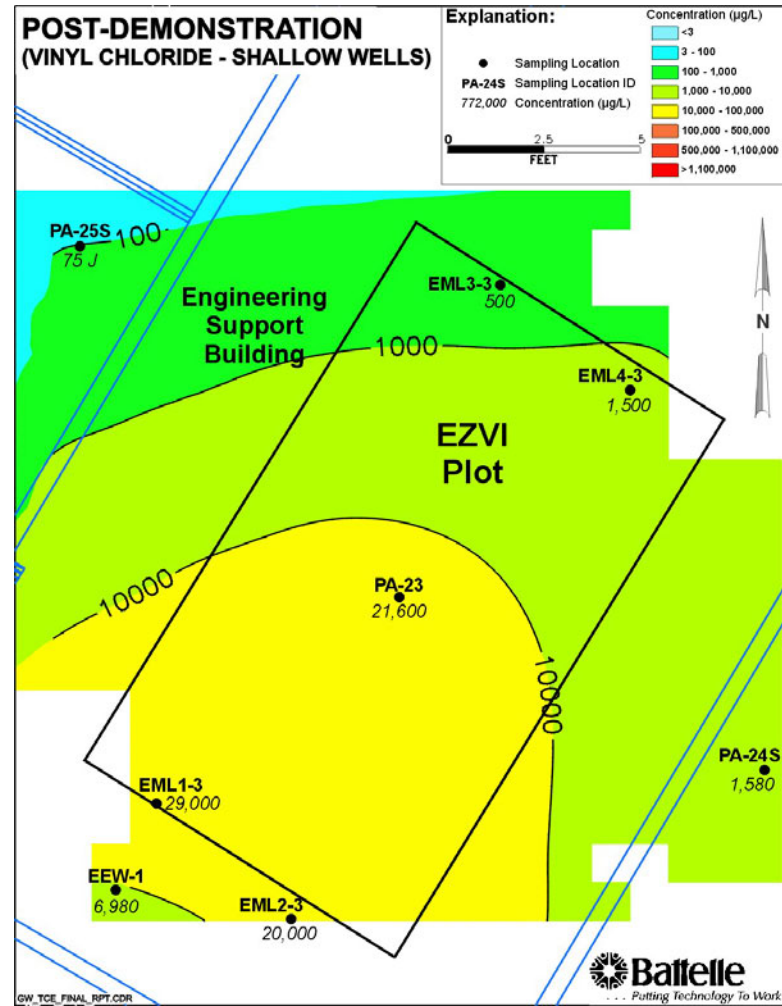 POST-DEMONSTRATION
(VINYL CHLORIDE - SHALLOW WELLS)
Explanation:
Sampling Location
PA-24S Sampling Location ID
772,000 Concentration (µg/L)
0 2.5 5
FEET
Concentration (µg/L)
<3
3 - 100
100 - 1,000
1,000 - 10,000
10,000 - 100,000
100,000 - 500,000
500,000 - 1,100,000
>1,100,000
PA-25S
75 J
100
EML3-3
500
Engineering
Support
Building
1000
EML4-3
1,500
N
EZVI
Plot
10000
PA-23
21,600
10000
PA-24S
1,580
EML1-3
29,000
EEW-1
6,980
EML2-3
20,000
Battelle
. . . Putting Technology To Work
GW_TCE_FINAL_RPT.CDR